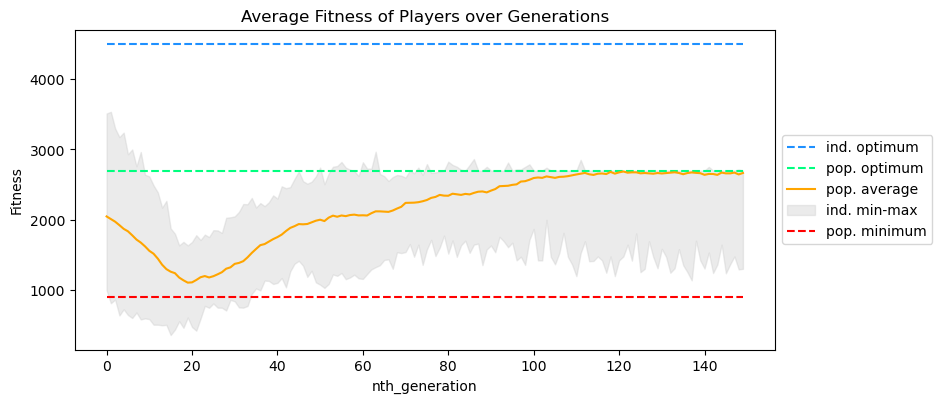 Average Fitness of Players over Generations
Fitness
4000
3000
2000
1000
0
20
40
60
80
100
120
140
nth_generation
ind. optimum
pop. optimum
pop. average
ind. min-max
pop. minimum